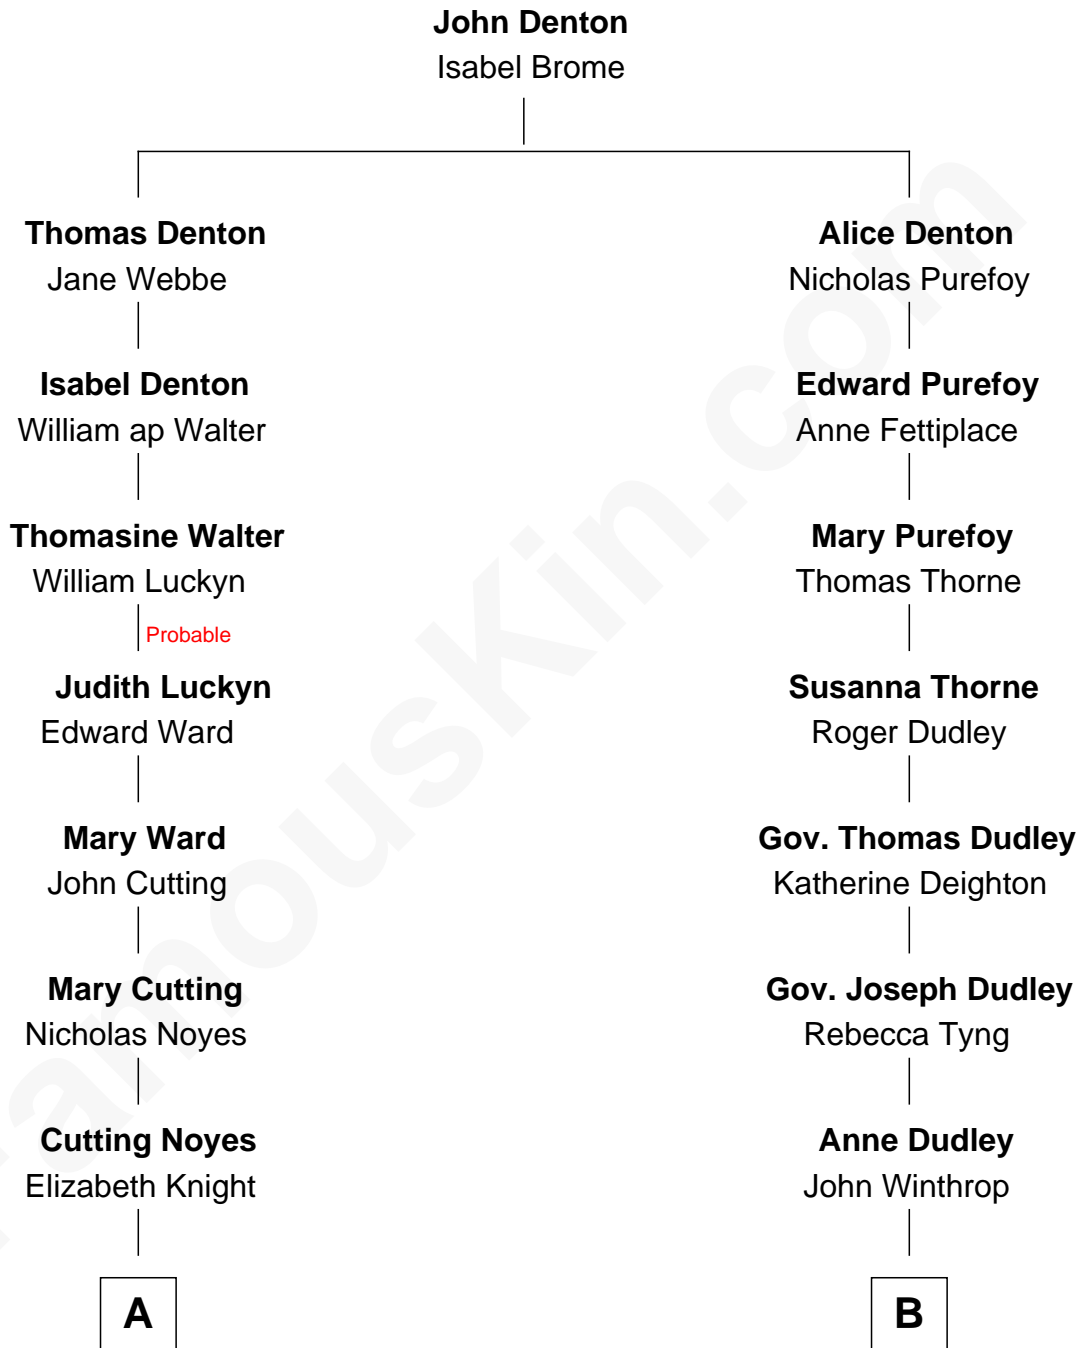 John Denton
Isabel Brome
Thomas Denton
Jane Webbe
Isabel Denton
William ap Walter
Thomasine Walter
William Luckyn
Probable
Judith Luckyn
Edward Ward
Mary Ward
John Cutting
Mary Cutting
Nicholas Noyes
Cutting Noyes
Elizabeth Knight
A
Alice Denton
Nicholas Purefoy
Edward Purefoy
Anne Fettiplace
Mary Purefoy
Thomas Thorne
Susanna Thorne
Roger Dudley
Gov. Thomas Dudley
Katherine Deighton
Gov. Joseph Dudley
Rebecca Tyng
Anne Dudley
John Winthrop
B
FamousKin.com